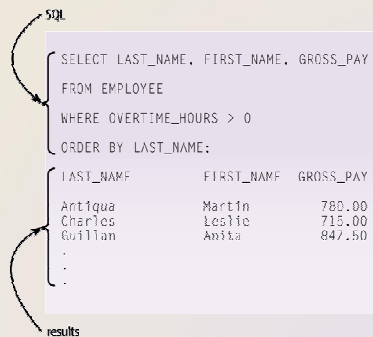 SQL
SELECT LAST_NAME, FIRST_NAME, GROSS_PAY
FROM EMPLOYEE
WHERE OVERTIME_HOURS > 0
ORDER BY LAST_NAME;
LAST_NAME FIRST_NAME GROSS_PAY
Antiqua Martin 780.00
Charles Leslie 715.00
Guillan Anita 847.50
.
.
.
results